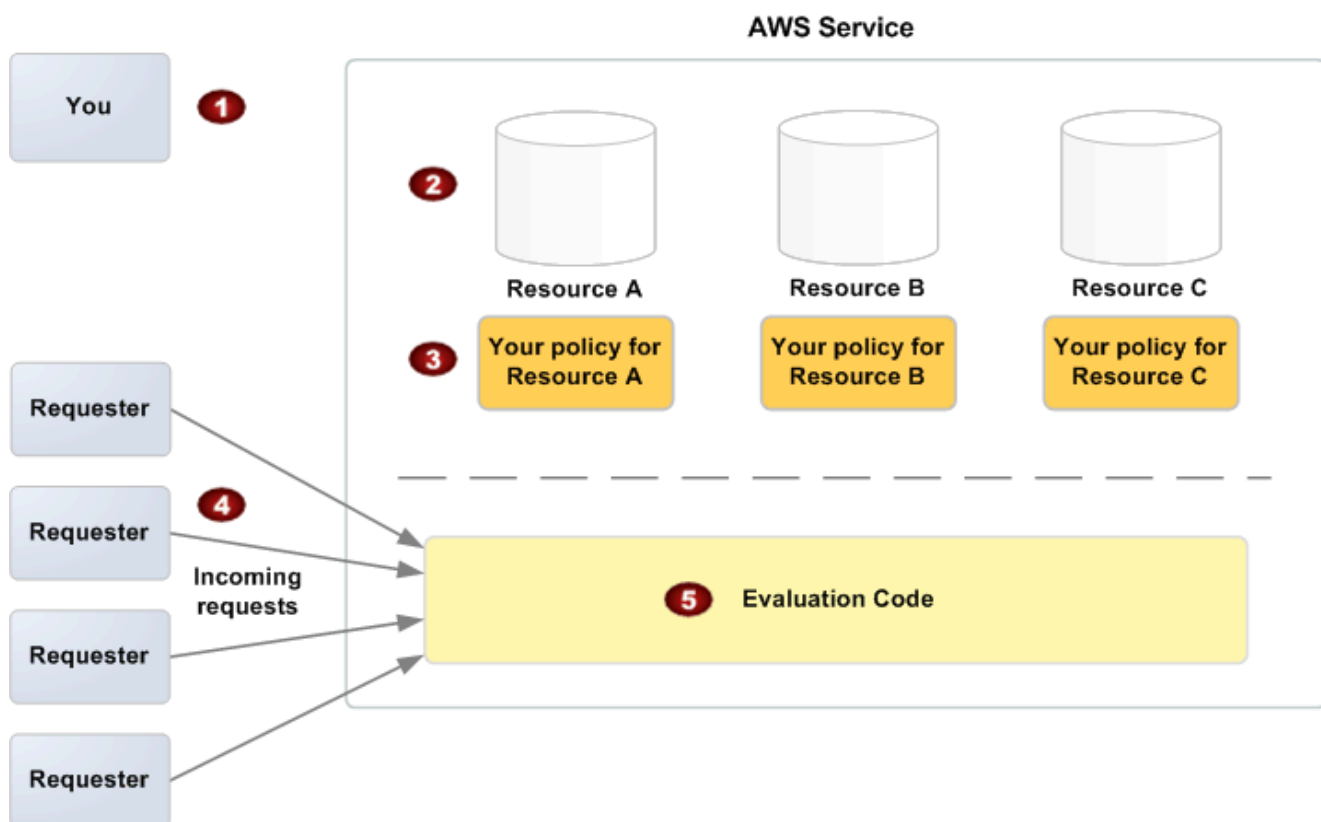 AWS Service
You
1
2
Resource A
Resource B
Resource C
3
Your policy for
Resource A
Your policy for
Resource B
Your policy for
Resource C
Requester
4
Requester
Incoming
requests
5
Evaluation Code
Requester
Requester